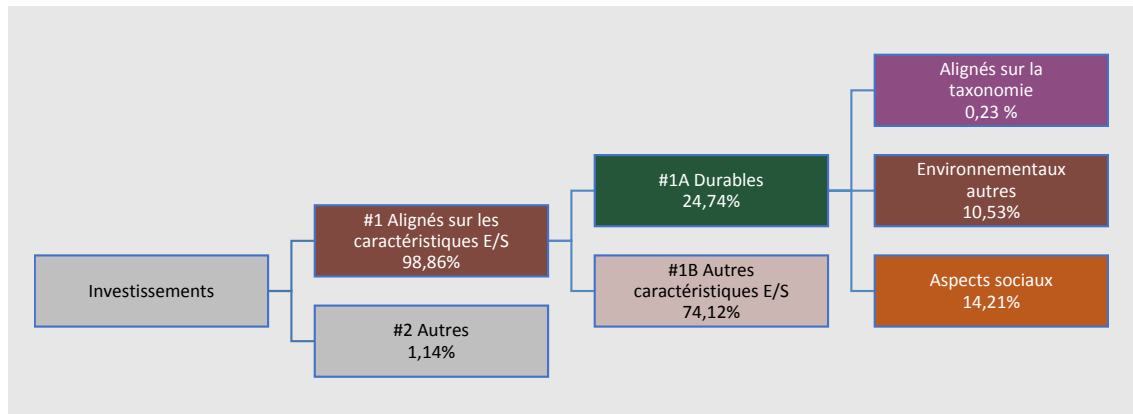 Investissements
#1 Alignés sur les
caractéristiques E/S
98,86%
#2 Autres
1,14%
#1A Durables
24,74%
#1B Autres
caractéristiques E/S
74,12%
Alignés sur la
taxonomie
0,23 %
Environnementaux
autres
10,53%
Aspects sociaux
14,21%